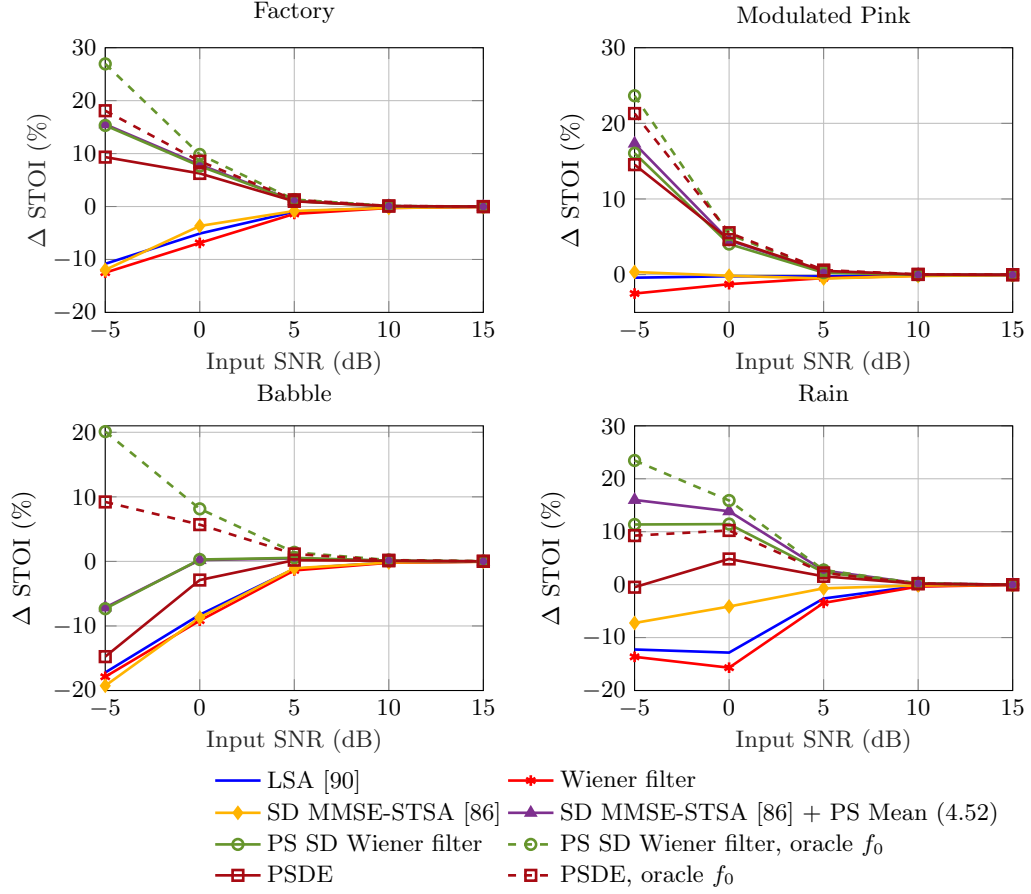 Factory
Modulated Pink
30
20
10
0
−10
−20
Δ STOI (%)
−5 0 5 10 15
Input SNR (dB)
30
20
10
0
Δ STOI (%)
−5 0 5 10 15
Input SNR (dB)
Babble
Rain
20
10
0
−10
−20
Δ STOI (%)
−5 0 5 10 15
Input SNR (dB)
30
20
10
0
−10
−20
Δ STOI (%)
−5 0 5 10 15
Input SNR (dB)
LSA [90]
Wiener filter
SD MMSE-STSA [86]
SD MMSE-STSA [86] + PS Mean (4.52)
PS SD Wiener filter
PS SD Wiener filter, oracle f₀
PSDE
PSDE, oracle f₀